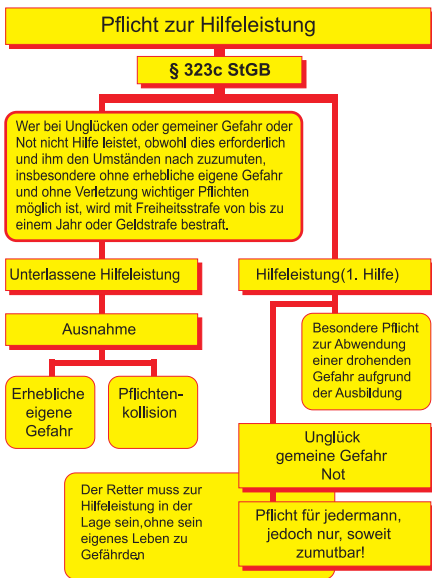 Pflicht zur Hilfeleistung
§ 323c StGB
Wer bei Unglücken oder gemeiner Gefahr oder
Not nicht Hilfe leistet, obwohl dies erforderlich
und ihm den Umständen nach zuzumuten,
insbesondere ohne erhebliche eigene Gefahr
und ohne Verletzung wichtiger Pflichten
möglich ist, wird mit Freiheitsstrafe von bis zu
einem Jahr oder Geldstrafe bestraft.
Unterlassene Hilfeleistung
Ausnahme
Erhebliche
eigene
Gefahr
Pflichten-
kollision
Hilfeleistung(1. Hilfe)
Besondere Pflicht
zur Abwendung
einer drohenden
Gefahr aufgrund
der Ausbildung
Unglück
gemeine Gefahr
Not
Der Retter muss zur
Hilfeleistung in der
Lage sein,ohne sein
eigenes Leben zu
Gefährden
Pflicht für jedermann,
jedoch nur, soweit
zumutbar!